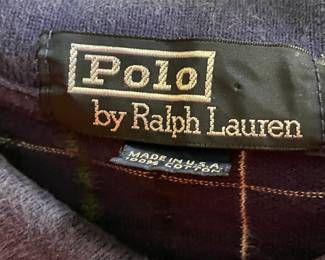 Polo
by Ralph Lauren
MADE IN U.S.A.
100% COTTON